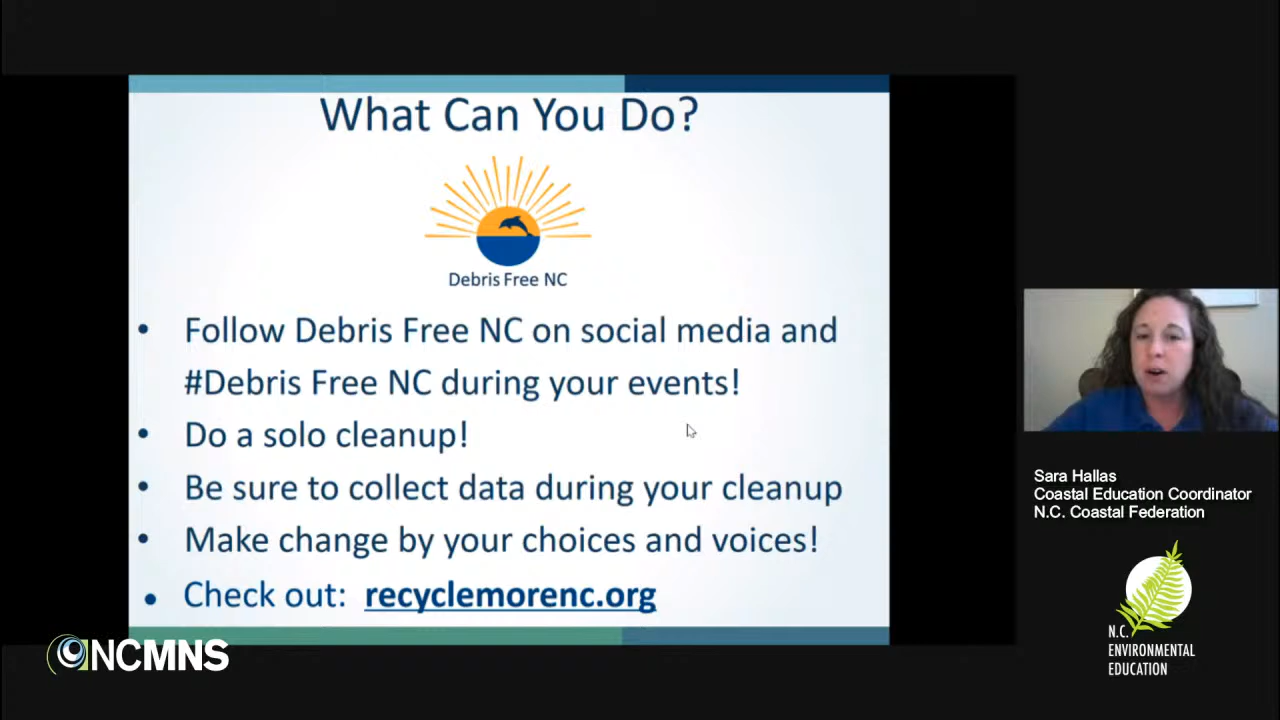 What Can You Do?
Debris Free NC
• Follow Debris Free NC on social media and
#Debris Free NC during your events!
• Do a solo cleanup!
• Be sure to collect data during your cleanup
• Make change by your choices and voices!
• Check out: recyclemorenc.org
Sara Hallas
Coastal Education Coordinator
N.C. Coastal Federation
NCMNS
N.C.
ENVIRONMENTAL
EDUCATION